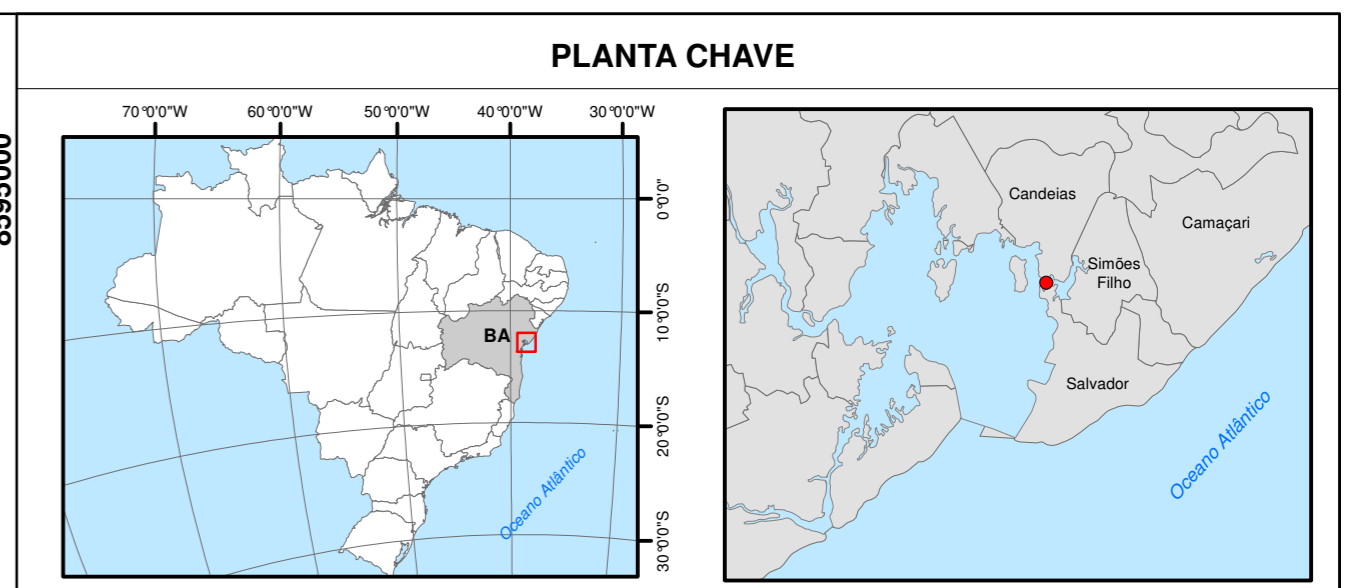 PLANTA CHAVE
8595000
70°0'0"W 60°0'0"W 50°0'0"W 40°0'0"W 30°0'0"W
0°0'0"
10°0'0"S
20°0'0"S
30°0'0"S
BA
Oceano Atlântico
Candeias
Camaçari
Simões
Filho
Salvador
Oceano Atlântico